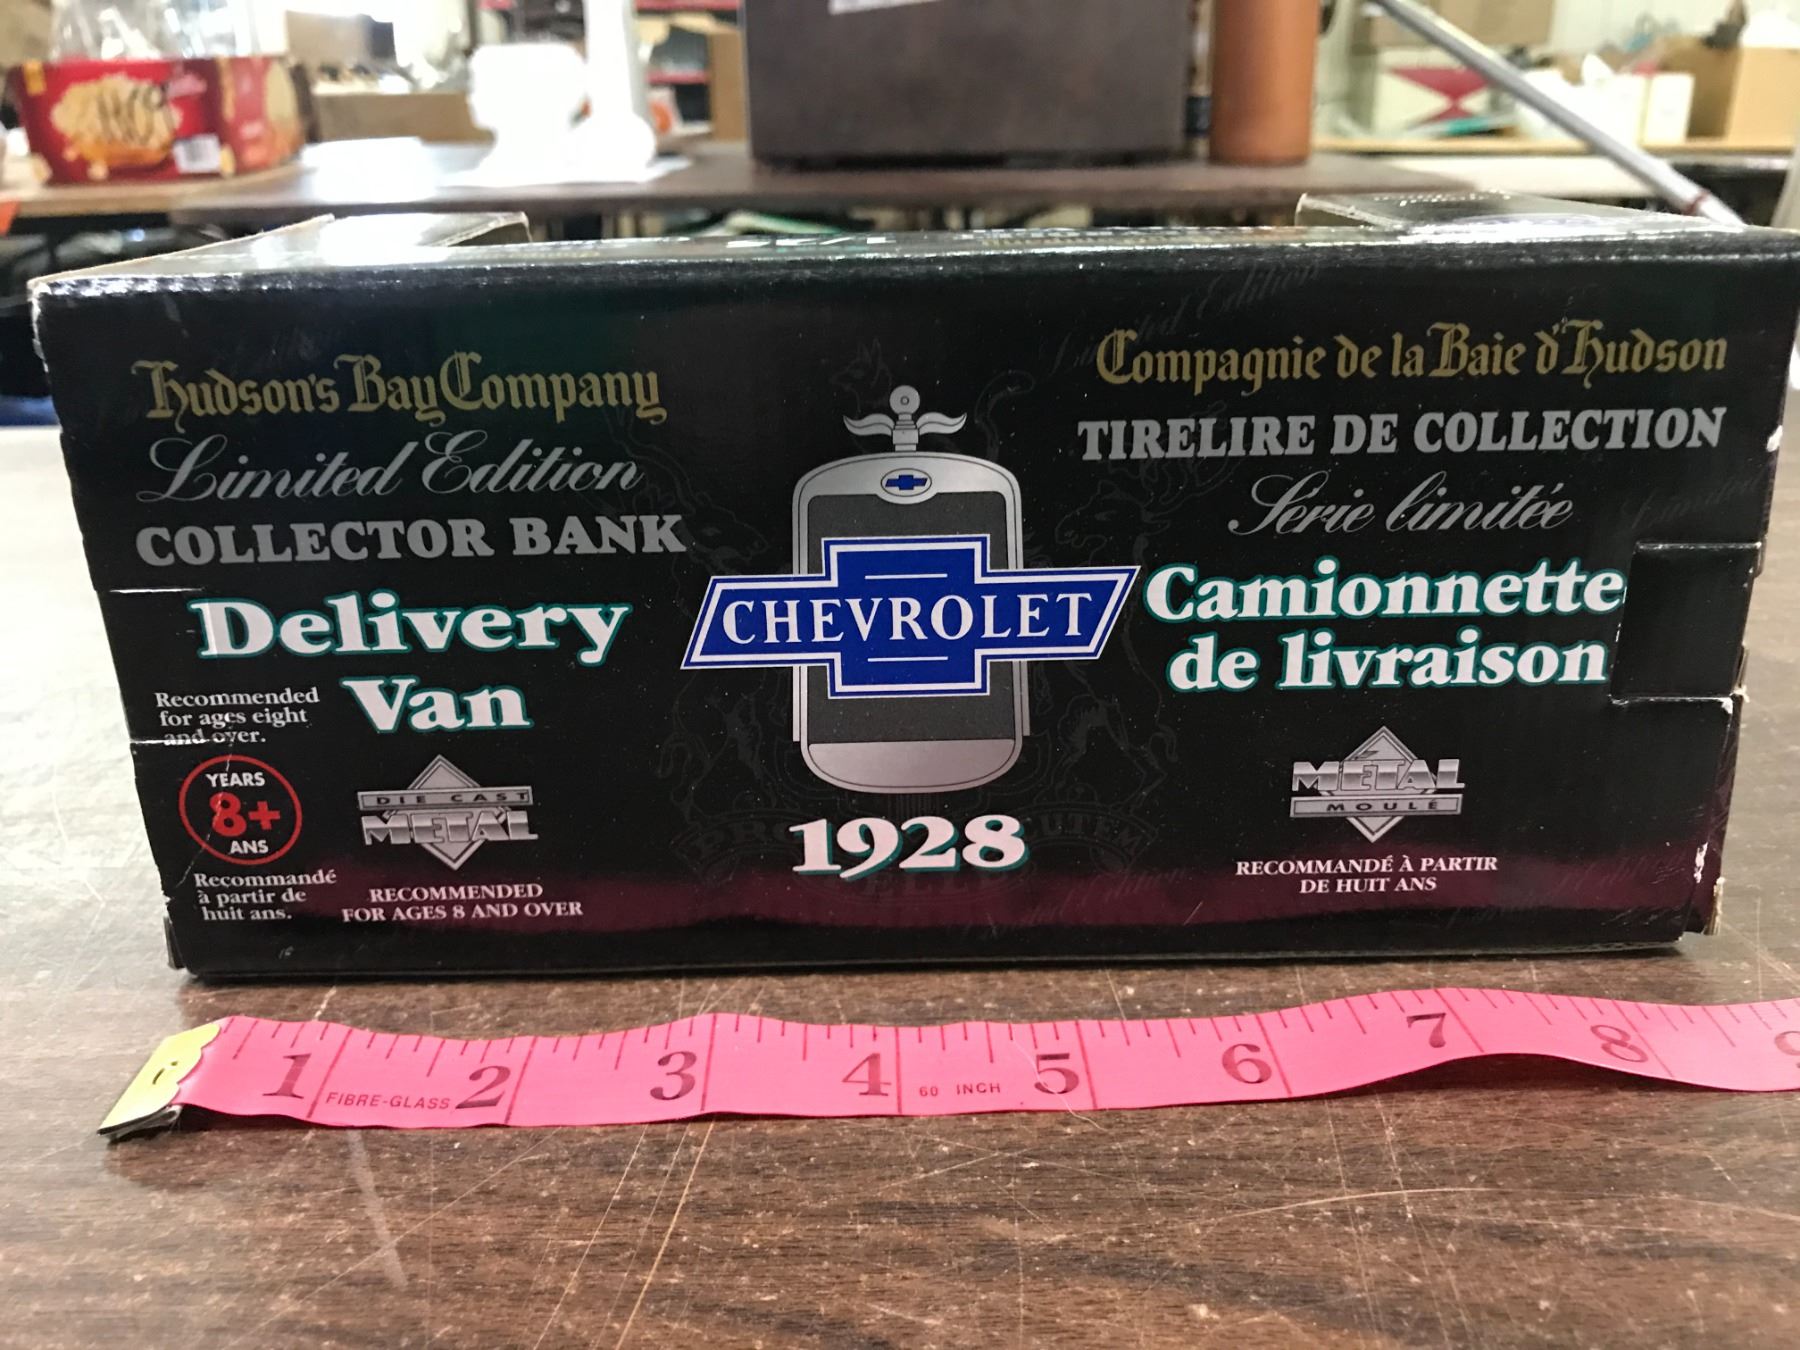 Hudson's Bay Company
Limited Edition
COLLECTOR BANK
Delivery
Van
Recommended
for ages eight
and over.
YEARS
8+
ANS
Recommandé
à partir de
huit ans.
DIE CAST
METAL
RECOMMENDED
FOR AGES 8 AND OVER
CHEVROLET
1928
Compagnie de la Baie d'Hudson
TIRELIRE DE COLLECTION
Série limitée
Camionnette
de livraison
METAL
MOULÉ
RECOMMANDÉ À PARTIR
DE HUIT ANS
1 FIBRE-GLASS 2 3 4 60 INCH 5 6 7 8 9